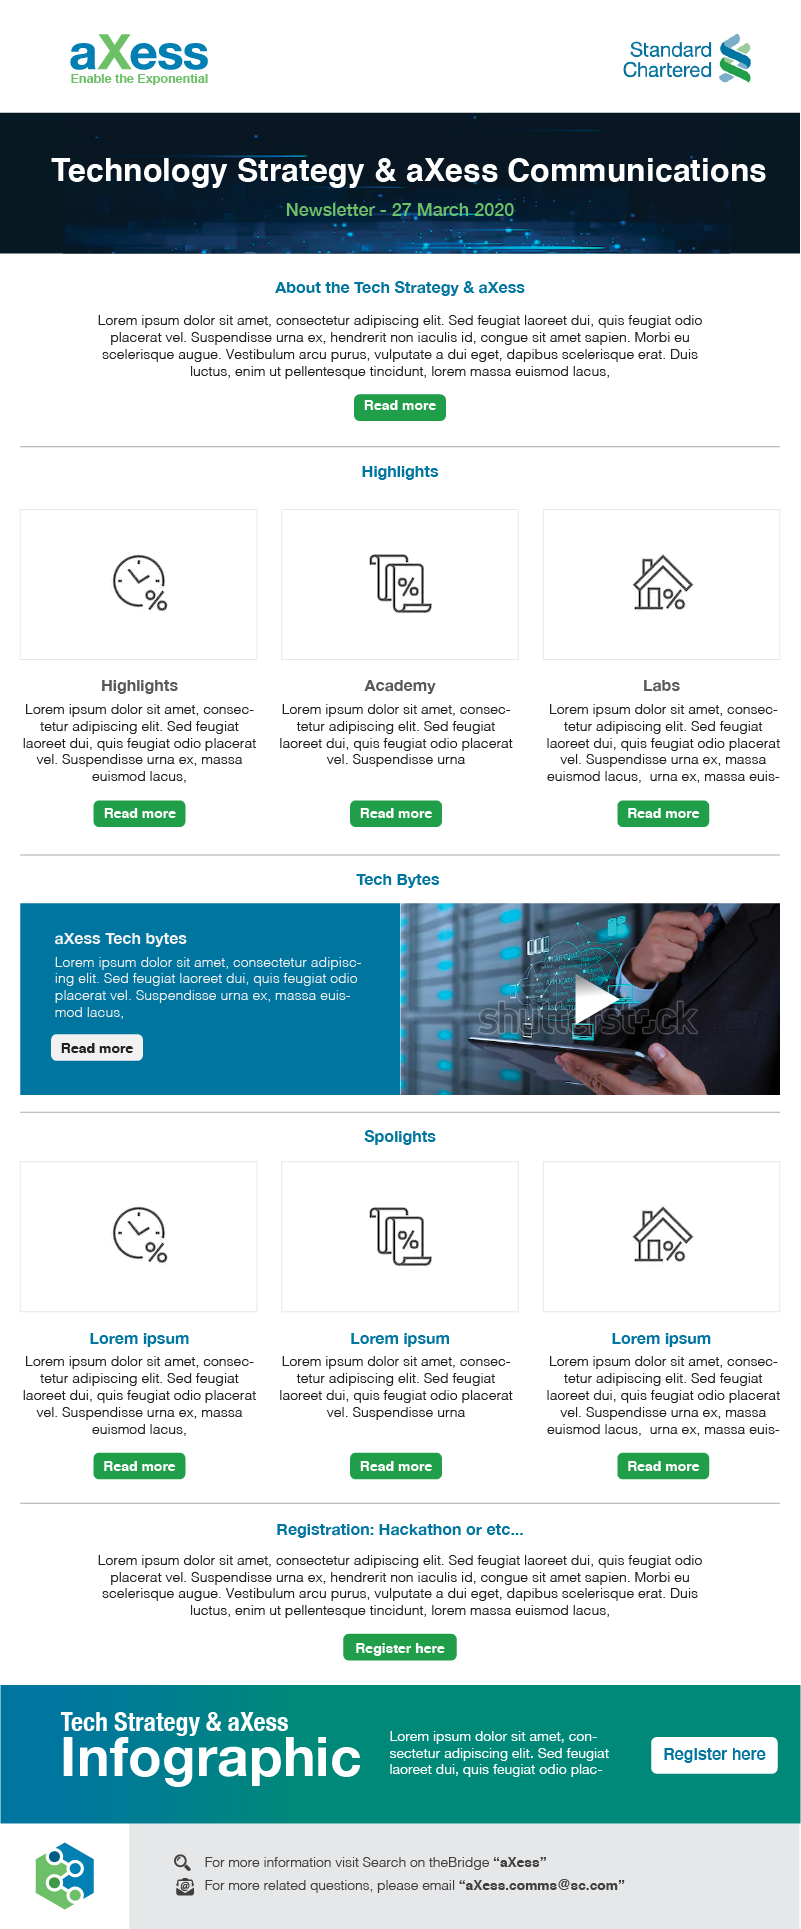 aXess
Enable the Exponential
Standard
Chartered
Technology Strategy & aXess Communications
Newsletter - 27 March 2020
About the Tech Strategy & aXess
Lorem ipsum dolor sit amet, consectetur adipiscing elit. Sed feugiat laoreet dui, quis feugiat odio
placerat vel. Suspendisse urna ex, hendrerit non iaculis id, congue sit amet sapien. Morbi eu
scelerisque augue. Vestibulum arcu purus, vulputate a dui eget, dapibus scelerisque erat. Duis
luctus, enim ut pellentesque tincidunt, lorem massa euismod lacus,
Read more
Highlights
%
%
%
Highlights
Lorem ipsum dolor sit amet, consec-
tetur adipiscing elit. Sed feugiat
laoreet dui, quis feugiat odio placerat
vel. Suspendisse urna ex, massa
euismod lacus,
Read more
Academy
Lorem ipsum dolor sit amet, consec-
tetur adipiscing elit. Sed feugiat
laoreet dui, quis feugiat odio placerat
vel. Suspendisse urna
Read more
Labs
Lorem ipsum dolor sit amet, consec-
tetur adipiscing elit. Sed feugiat
laoreet dui, quis feugiat odio placerat
vel. Suspendisse urna ex, massa
euismod lacus,  urna ex, massa euis-
Read more
Tech Bytes
aXess Tech bytes
Lorem ipsum dolor sit amet, consectetur adipisc-
ing elit. Sed feugiat laoreet dui, quis feugiat odio
placerat vel. Suspendisse urna ex, massa euis-
mod lacus,
Read more
shutterstock
Spolights
%
%
%
Lorem ipsum
Lorem ipsum dolor sit amet, consec-
tetur adipiscing elit. Sed feugiat
laoreet dui, quis feugiat odio placerat
vel. Suspendisse urna ex, massa
euismod lacus,
Read more
Lorem ipsum
Lorem ipsum dolor sit amet, consec-
tetur adipiscing elit. Sed feugiat
laoreet dui, quis feugiat odio placerat
vel. Suspendisse urna
Read more
Lorem ipsum
Lorem ipsum dolor sit amet, consec-
tetur adipiscing elit. Sed feugiat
laoreet dui, quis feugiat odio placerat
vel. Suspendisse urna ex, massa
euismod lacus,  urna ex, massa euis-
Read more
Registration: Hackathon or etc...
Lorem ipsum dolor sit amet, consectetur adipiscing elit. Sed feugiat laoreet dui, quis feugiat odio
placerat vel. Suspendisse urna ex, hendrerit non iaculis id, congue sit amet sapien. Morbi eu
scelerisque augue. Vestibulum arcu purus, vulputate a dui eget, dapibus scelerisque erat. Duis
luctus, enim ut pellentesque tincidunt, lorem massa euismod lacus,
Register here
Tech Strategy & aXess
Infographic
Lorem ipsum dolor sit amet, con-
sectetur adipiscing elit. Sed feugiat
laoreet dui, quis feugiat odio plac-
Register here
For more information visit Search on theBridge “aXess”
For more related questions, please email “aXess.comms@sc.com”